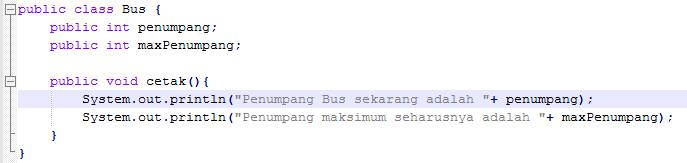 public class Bus {
public int penumpang;
public int maxPenumpang;
public void cetak(){
System.out.println("Penumpang Bus sekarang adalah "+ penumpang);
System.out.println("Penumpang maksimum seharusnya adalah "+ maxPenumpang);
}
}